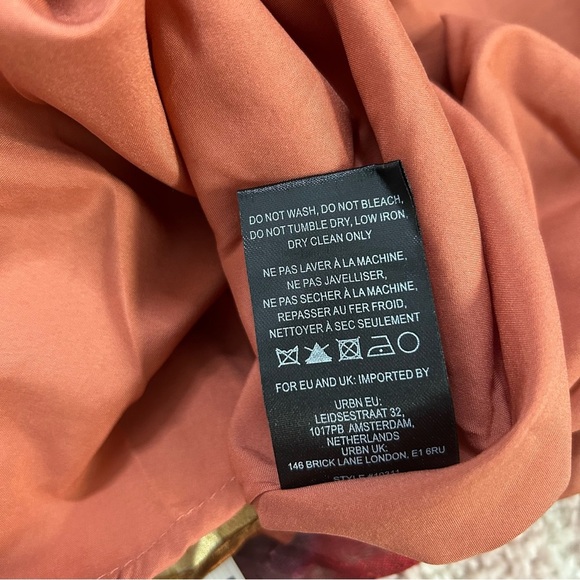 DO NOT WASH, DO NOT BLEACH,
DO NOT TUMBLE DRY, LOW IRON,
DRY CLEAN ONLY
NE PAS LAVER À LA MACHINE,
NE PAS JAVELLISER,
NE PAS SECHER À LA MACHINE,
REPASSER AU FER FROID,
NETTOYER À SEC SEULEMENT
FOR EU AND UK: IMPORTED BY
URBN EU:
LEIDSESTRAAT 32,
1017PB AMSTERDAM,
NETHERLANDS
URBN UK:
146 BRICK LANE LONDON, E1 6RU
STYLE